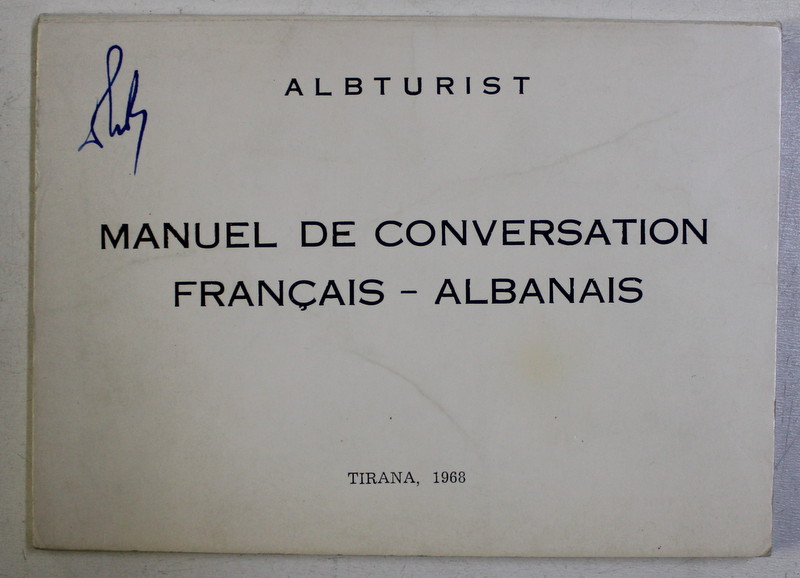 ALBTURIST
MANUEL DE CONVERSATION
FRANÇAIS - ALBANAIS
TIRANA, 1968